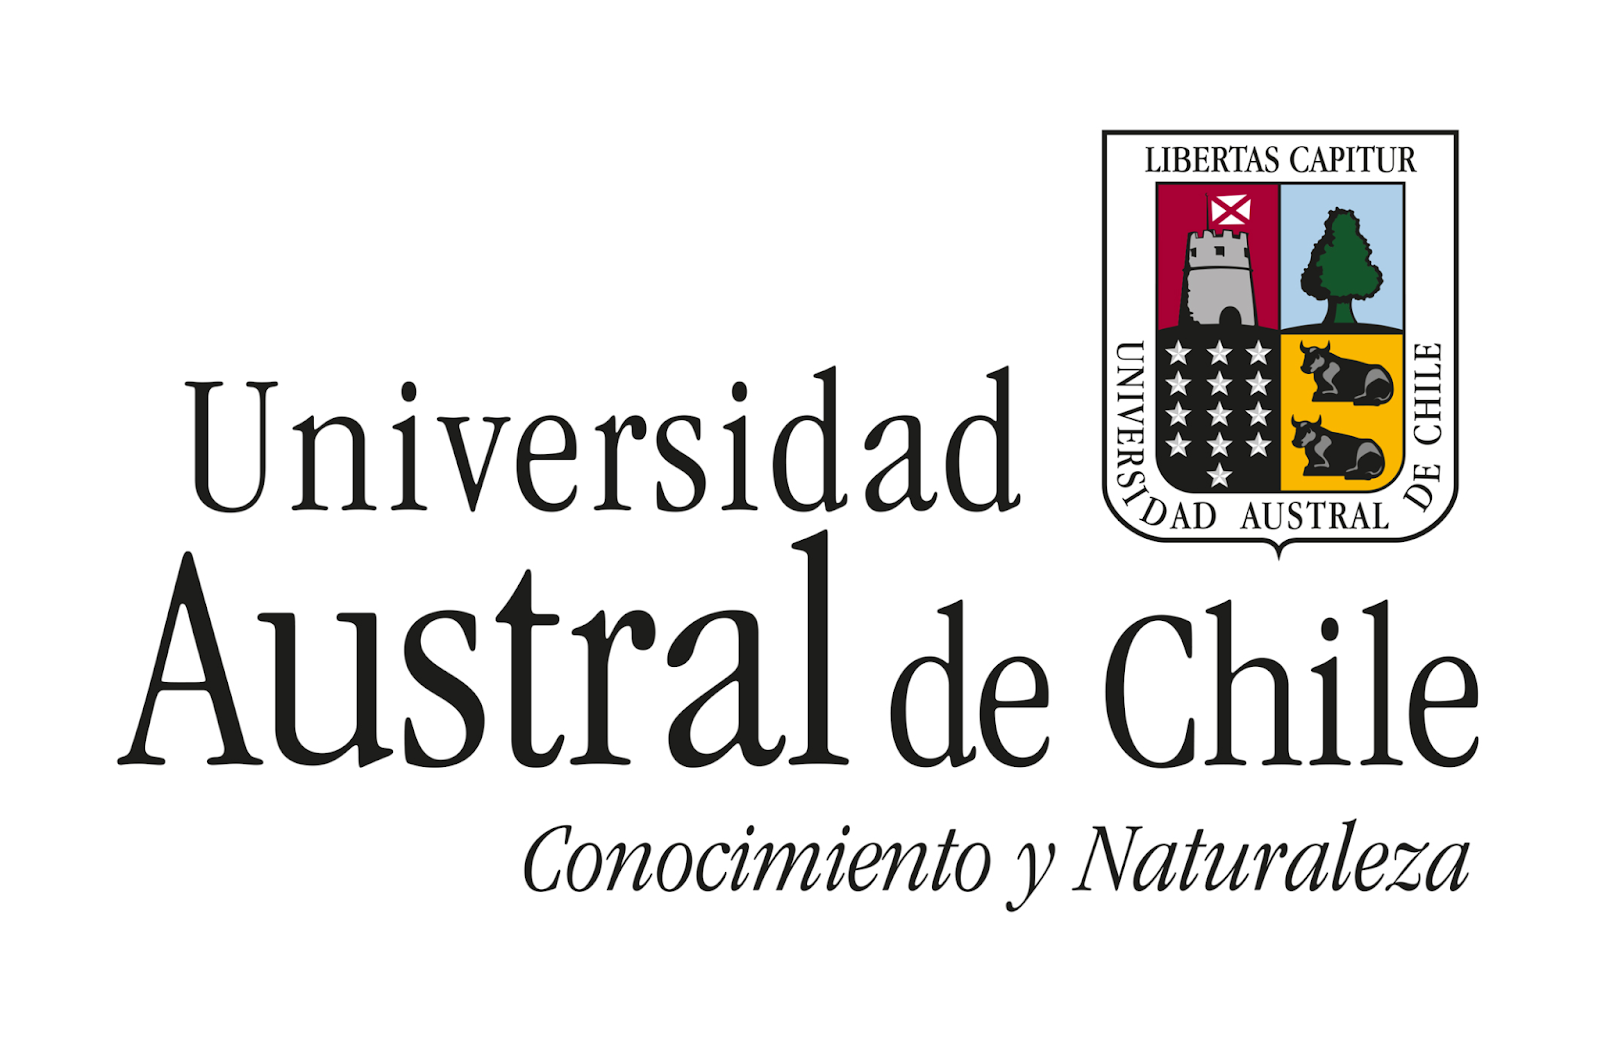 LIBERTAS CAPITUR
UNIVERSIDAD AUSTRAL DE CHILE
Universidad
Austral de Chile
Conocimiento y Naturaleza